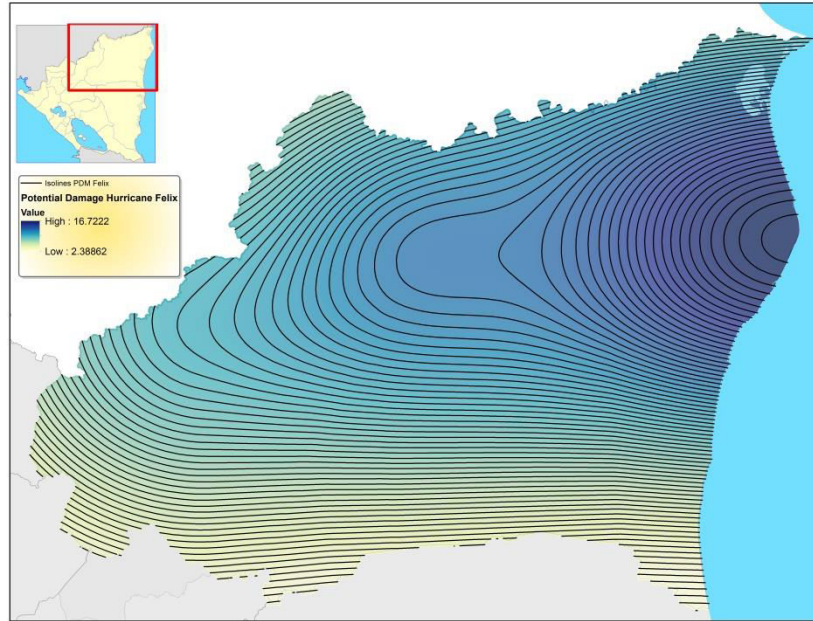 Isolines PDM Felix
Potential Damage Hurricane Felix
Value
High : 16.7222
Low : 2.38862